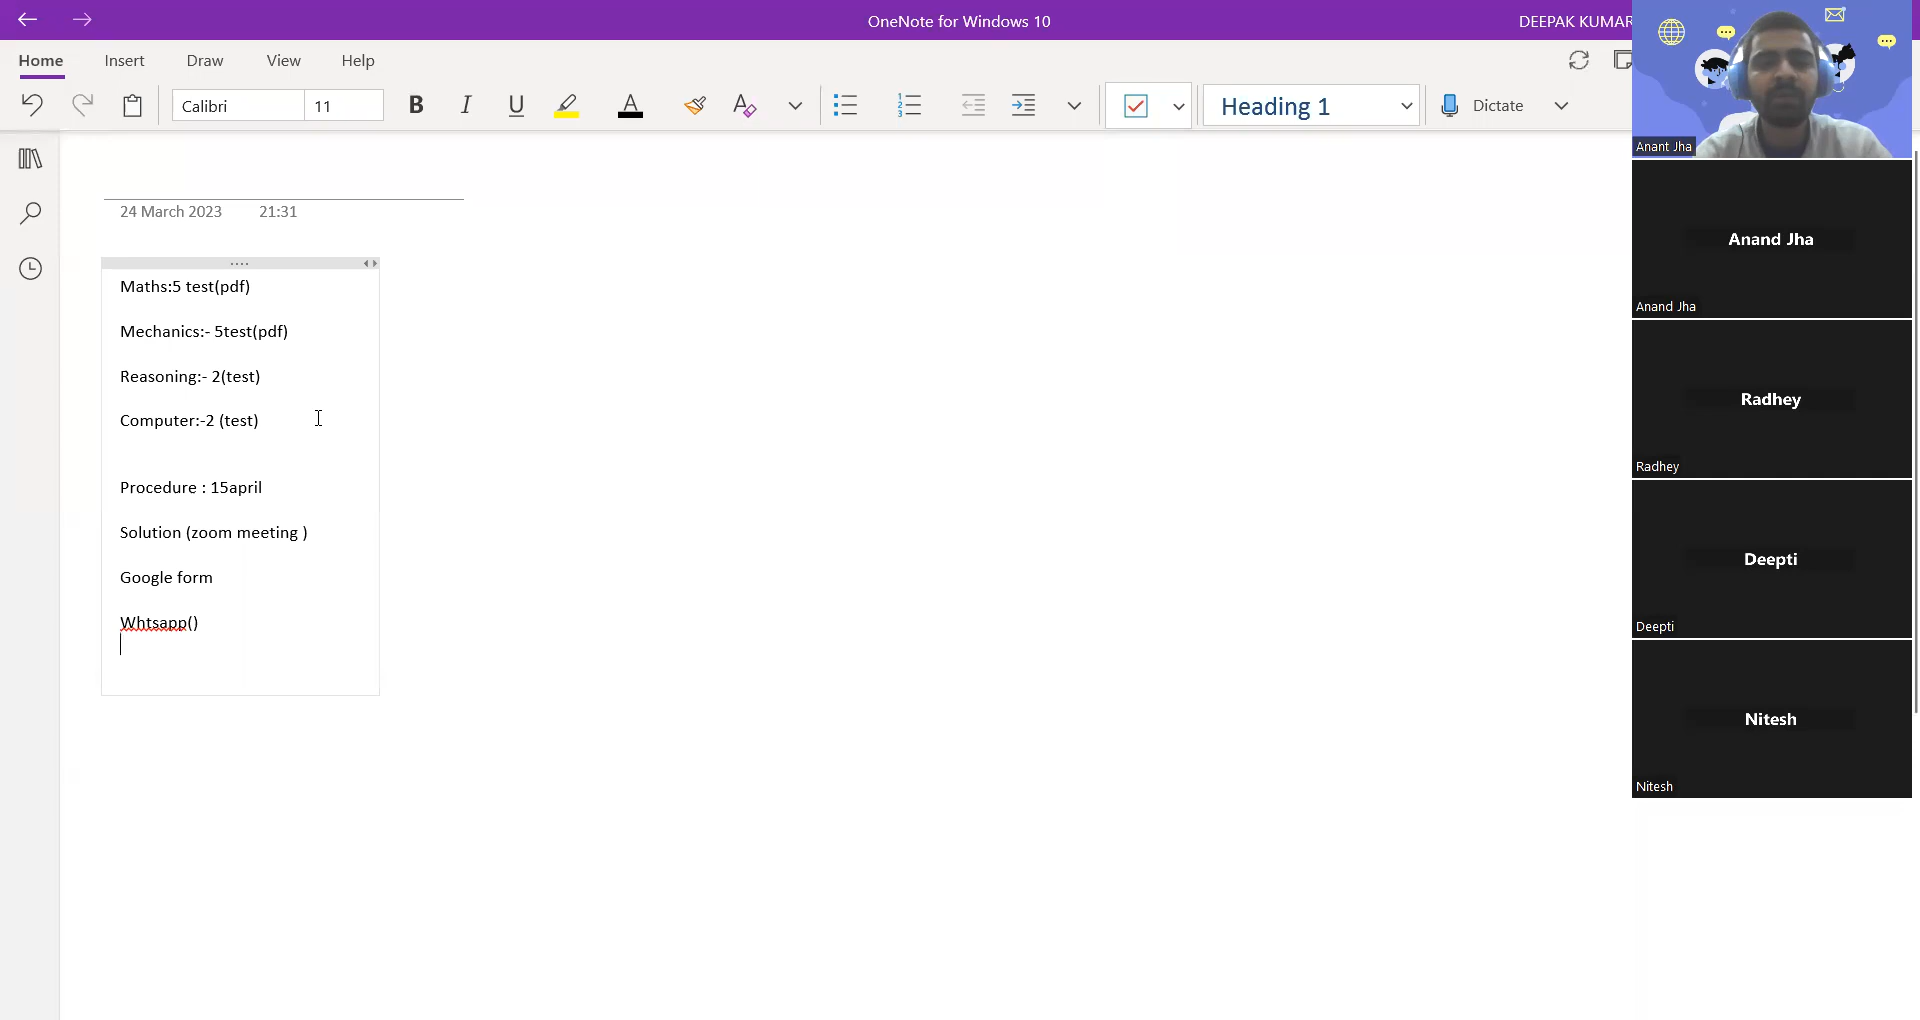 OneNote for Windows 10
DEEPAK KUMAR
Home Insert Draw View Help
Calibri 11 B I U A A Heading 1 Dictate
24 March 2023 21:31
Maths:5 test(pdf)
Mechanics:- 5test(pdf)
Reasoning:- 2(test)
Computer:-2 (test)
Procedure : 15april
Solution (zoom meeting )
Google form
Whtsapp()
Anant Jha
Anand Jha
Anand Jha
Radhey
Radhey
Deepti
Deepti
Nitesh
Nitesh